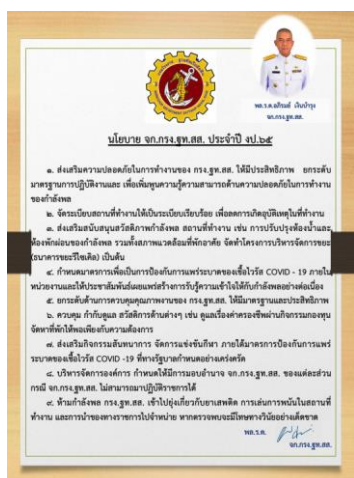 พล.ร.ต.อภิรมย์ เงินบำรุง
จก.กรง.ฐท.สส.
นโยบาย จก.กรง.ฐท.สส. ประจำปี งป.๖๕
๑. ส่งเสริมความปลอดภัยในการทำงานของ กรง.ฐท.สส. ให้มีประสิทธิภาพ ยกระดับ
มาตรฐานการปฏิบัติงานและ เพื่อเพิ่มพูนความรู้ความสามารถด้านความปลอดภัยในการทำงาน
ของกำลังพล
๒. จัดระเบียบสถานที่ทำงานให้เป็นระเบียบเรียบร้อย เพื่อลดการเกิดอุบัติเหตุในที่ทำงาน
๓. ส่งเสริมสนับสนุนสวัสดิภาพกำลังพล สถานที่ทำงาน เช่น การปรับปรุงห้องน้ำและ
ห้องพักผ่อนของกำลังพล รวมทั้งสภาพแวดล้อมที่พักอาศัย จัดทำโครงการบริหารจัดการขยะ
(ธนาคารขยะรีไซเคิล) เป็นต้น
๔. กำหนดมาตรการเพื่อเป็นการป้องกันการแพร่ระบาดของเชื้อไวรัส COVID - 19 ภายใน
หน่วยงานและให้ประชาสัมพันธ์เผยแพร่สร้างการรับรู้ความเข้าใจให้กับกำลังพลอย่างต่อเนื่อง
๕. ยกระดับด้านการควบคุมคุณภาพงานของ กรง.ฐท.สส. ให้มีมาตรฐานและประสิทธิภาพ
๖. ควบคุม กำกับดูแล สวัสดิการด้านต่างๆ เช่น ดูแลเรื่องค่าครองชีพผ่านกิจกรรมกองทุน
จัดหาที่พักให้พอเพียงกับความต้องการ
๗. ส่งเสริมกิจกรรมสันทนาการ จัดการแข่งขันกีฬา ภายใต้มาตรการป้องกันการแพร่
ระบาดของเชื้อไวรัส COVID -19 ที่ทางรัฐบาลกำหนดอย่างเคร่งครัด
๘. บริหารจัดการองค์การ กำหนดให้มีการมอบอำนาจ จก.กรง.ฐท.สส. ของแต่ละส่วน
กรณี จก.กรง.ฐท.สส. ไม่สามารถมาปฏิบัติราชการได้
๙. ห้ามกำลังพล กรง.ฐท.สส. เข้าไปยุ่งเกี่ยวกับยาเสพติด การเล่นการพนันในสถานที่
ทำงาน และการนำของทางราชการไปจำหน่าย หากตรวจพบจะมีโทษทางวินัยอย่างเด็ดขาด
พล.ร.ต.
จก.กรง.ฐท.สส.